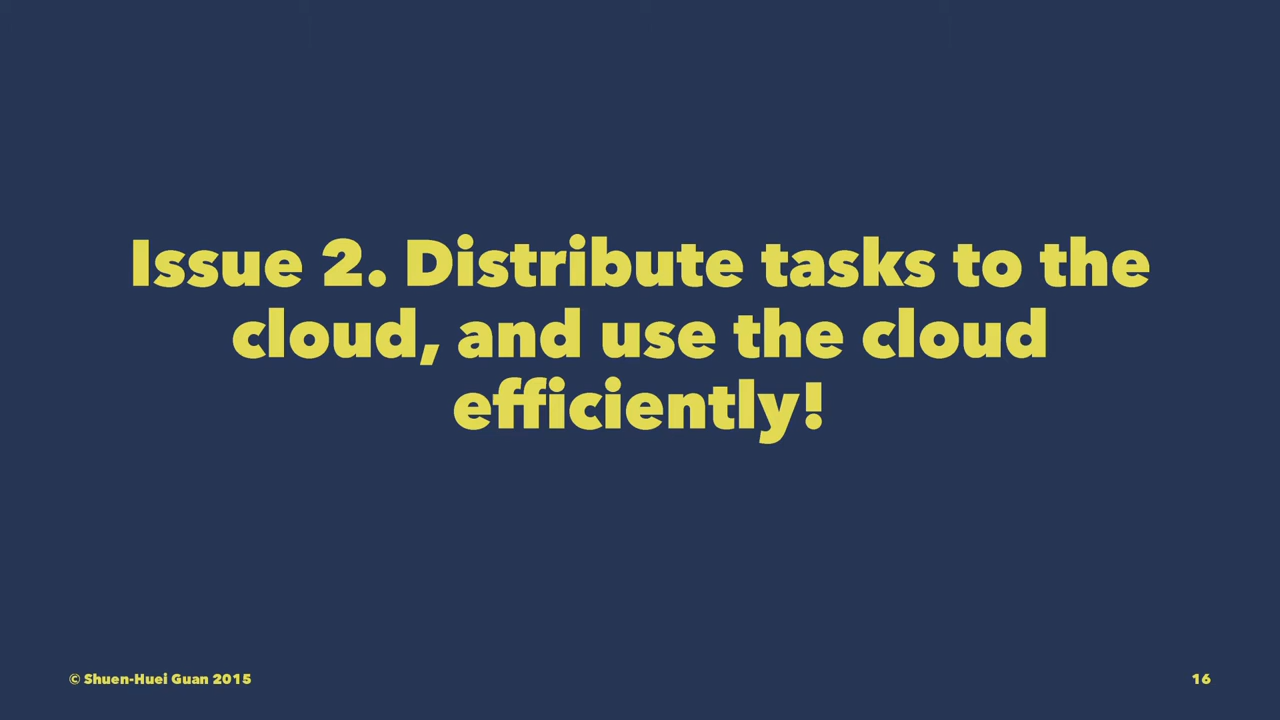 Issue 2. Distribute tasks to the
cloud, and use the cloud
efficiently!
© Shuen-Huei Guan 2015
16